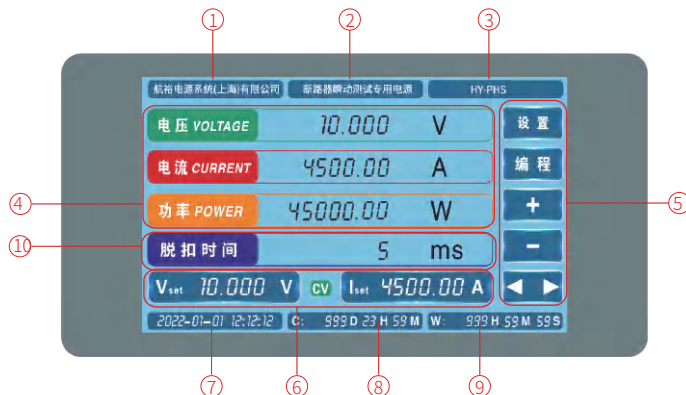 ① ② ③
航裕电源系统(上海)有限公司 断路器瞬动测试专用电源 HY-PHS
电压 VOLTAGE 10.000 V 设置
电流 CURRENT 4500.00 A 编程
④ 功率 POWER 45000.00 W + ⑤
⑩ 脱扣时间 5 ms −
Vset 10.000 V CV Iset 4500.00 A ◀ ▶
2022-01-01 12:12:12 C: 999 D 23 H 59 M W: 999 H 59 M 59 S
⑦ ⑥ ⑧ ⑨